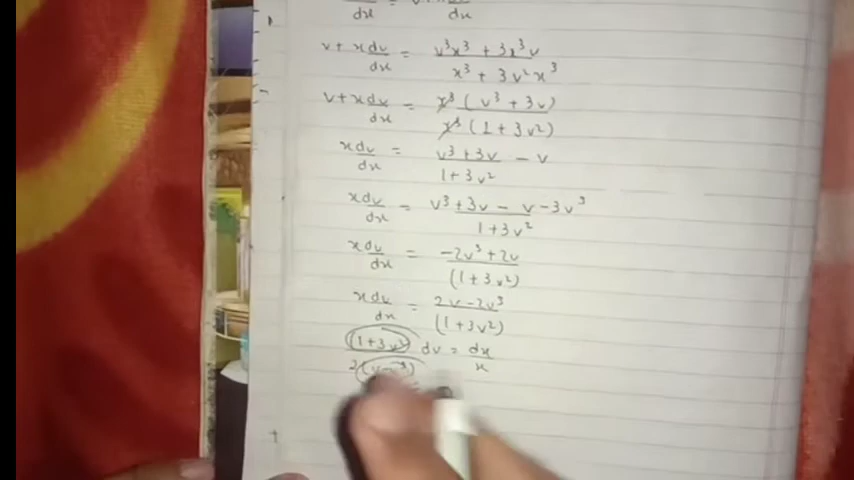 dx dx
v + x dv/dx = v³x³ + 3x³v / x³ + 3v²x³
v + x dv/dx = x³ (v³ + 3v) / x³ (1 + 3v²)
x dv/dx = v³ + 3v / 1 + 3v² - v
x dv/dx = v³ + 3v - v - 3v³ / 1 + 3v²
x dv/dx = -2v³ + 2v / (1 + 3v²)
x dv/dx = 2v - 2v³ / (1 + 3v²)
(1 + 3v²) / 2(v - v³) dv = dx/x